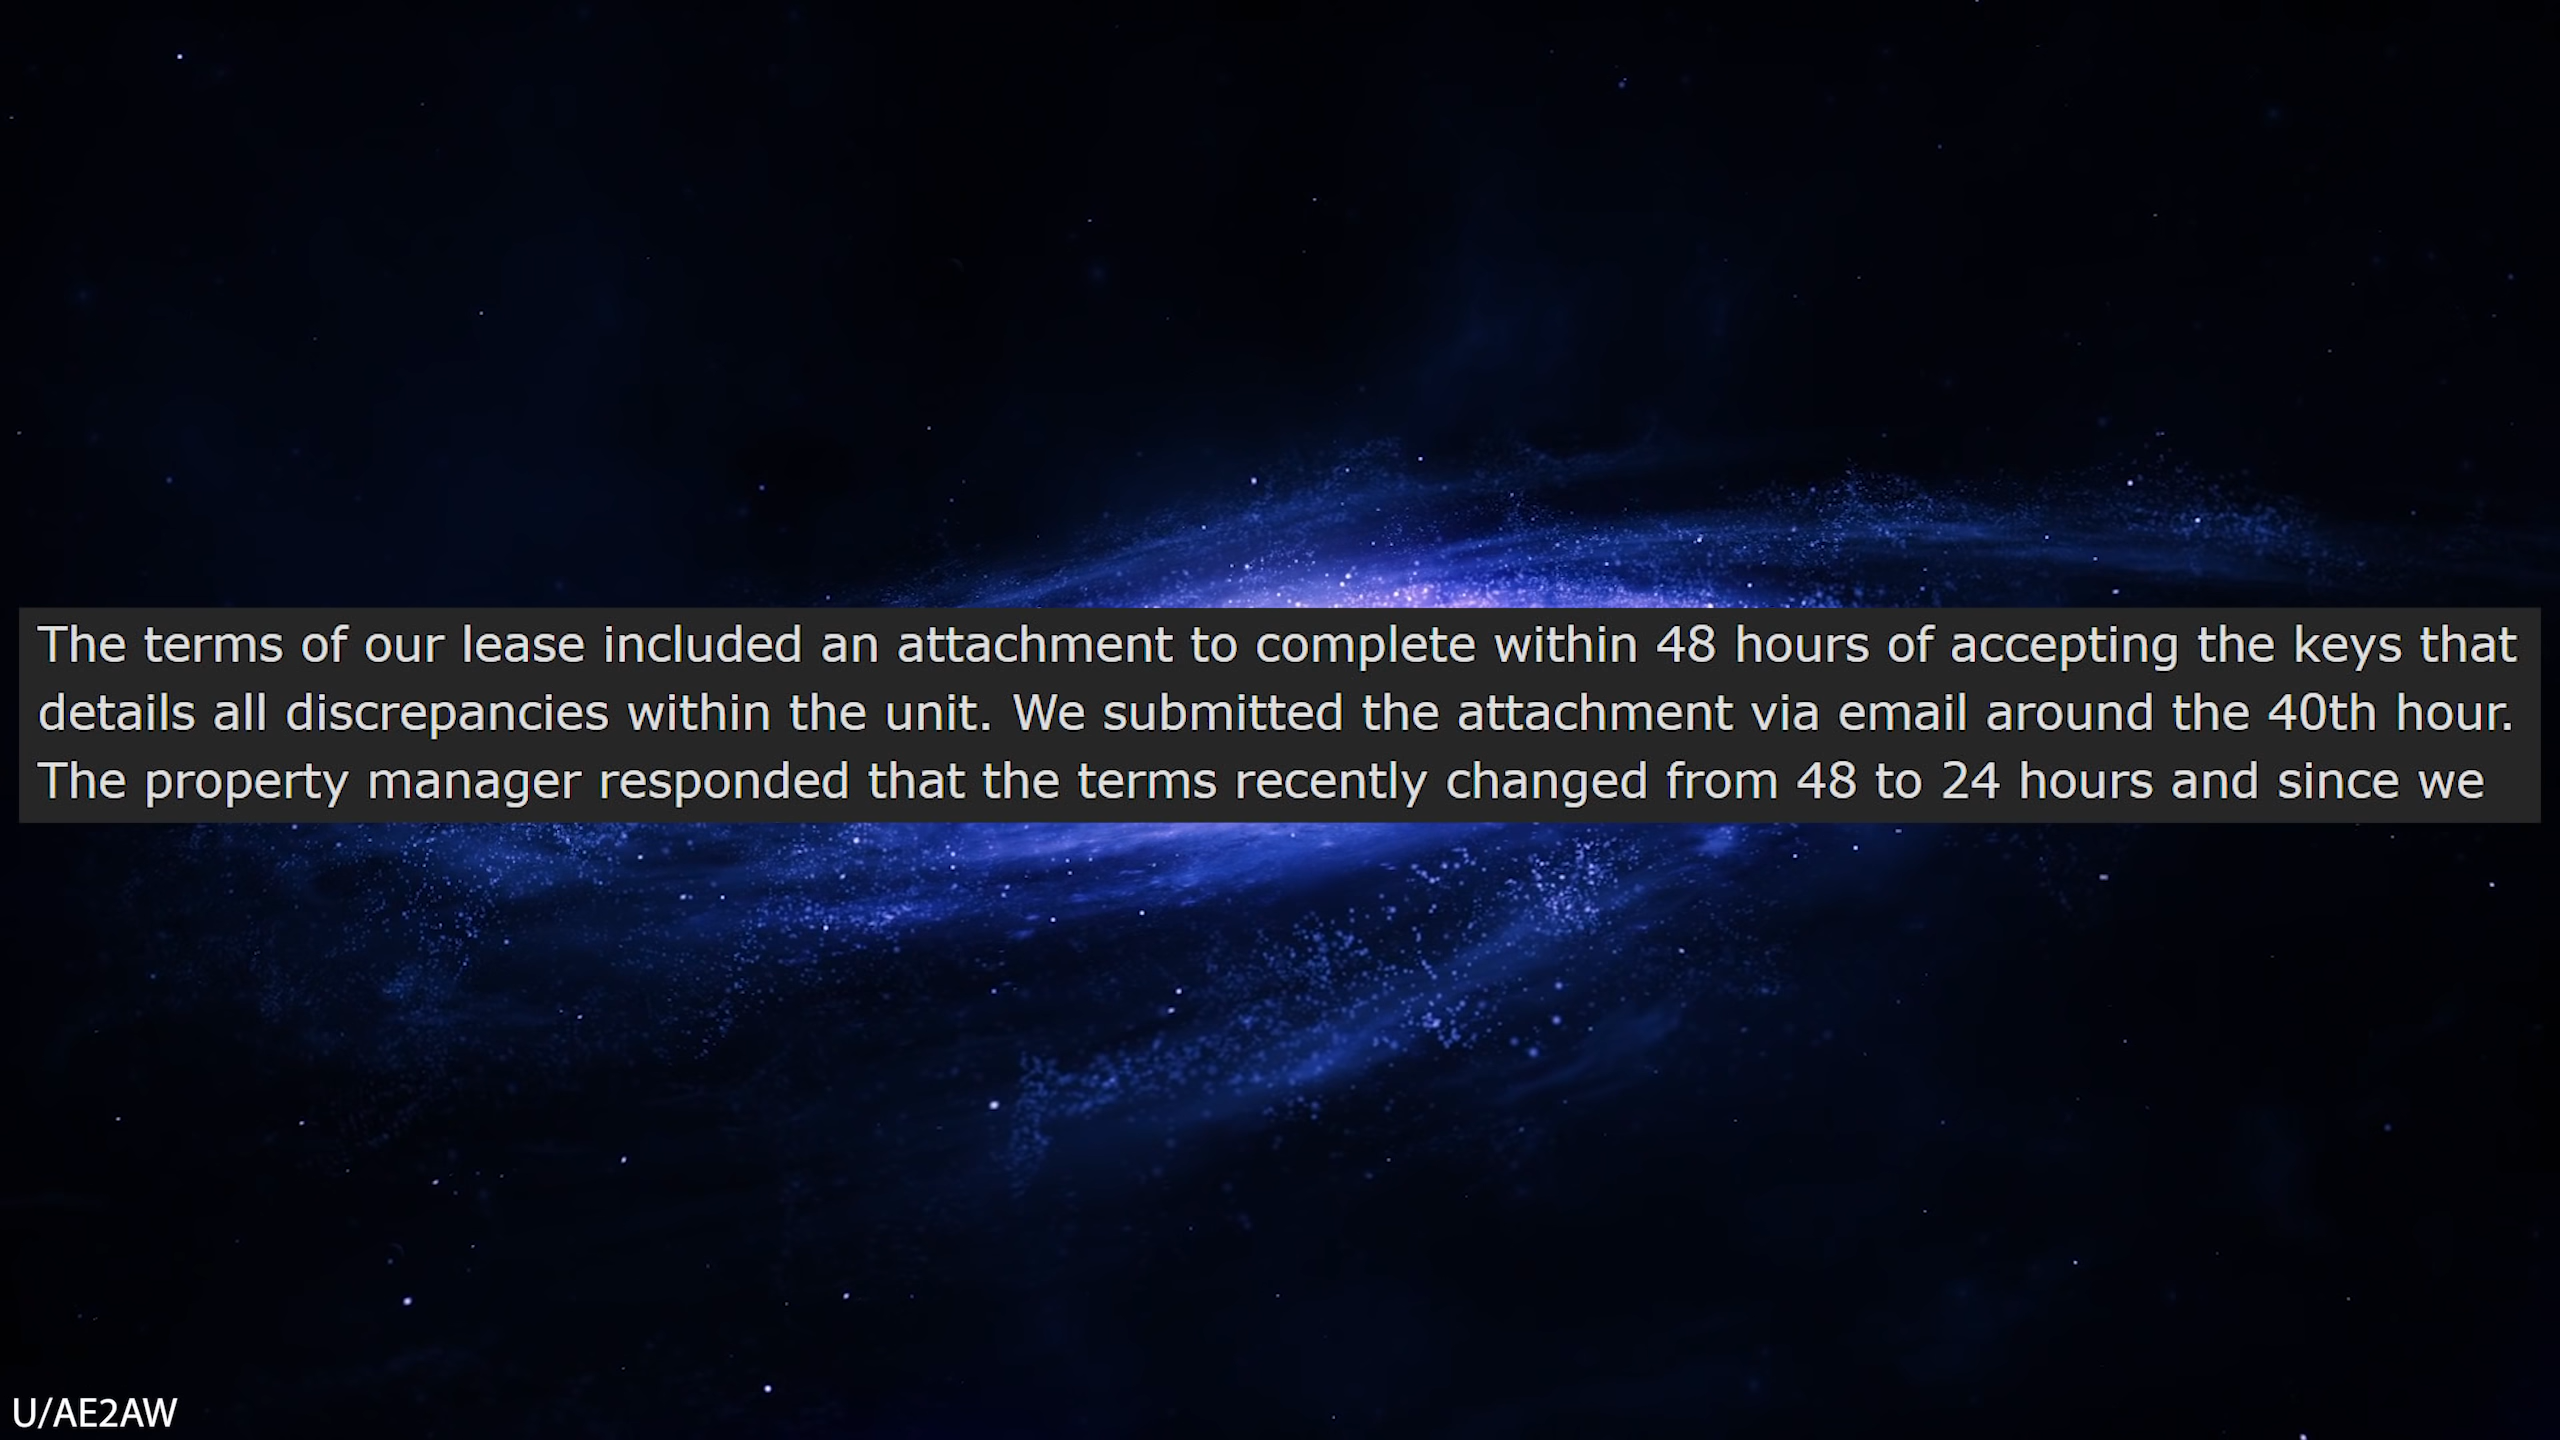 The terms of our lease included an attachment to complete within 48 hours of accepting the keys that
details all discrepancies within the unit. We submitted the attachment via email around the 40th hour.
The property manager responded that the terms recently changed from 48 to 24 hours and since we
U/AE2AW